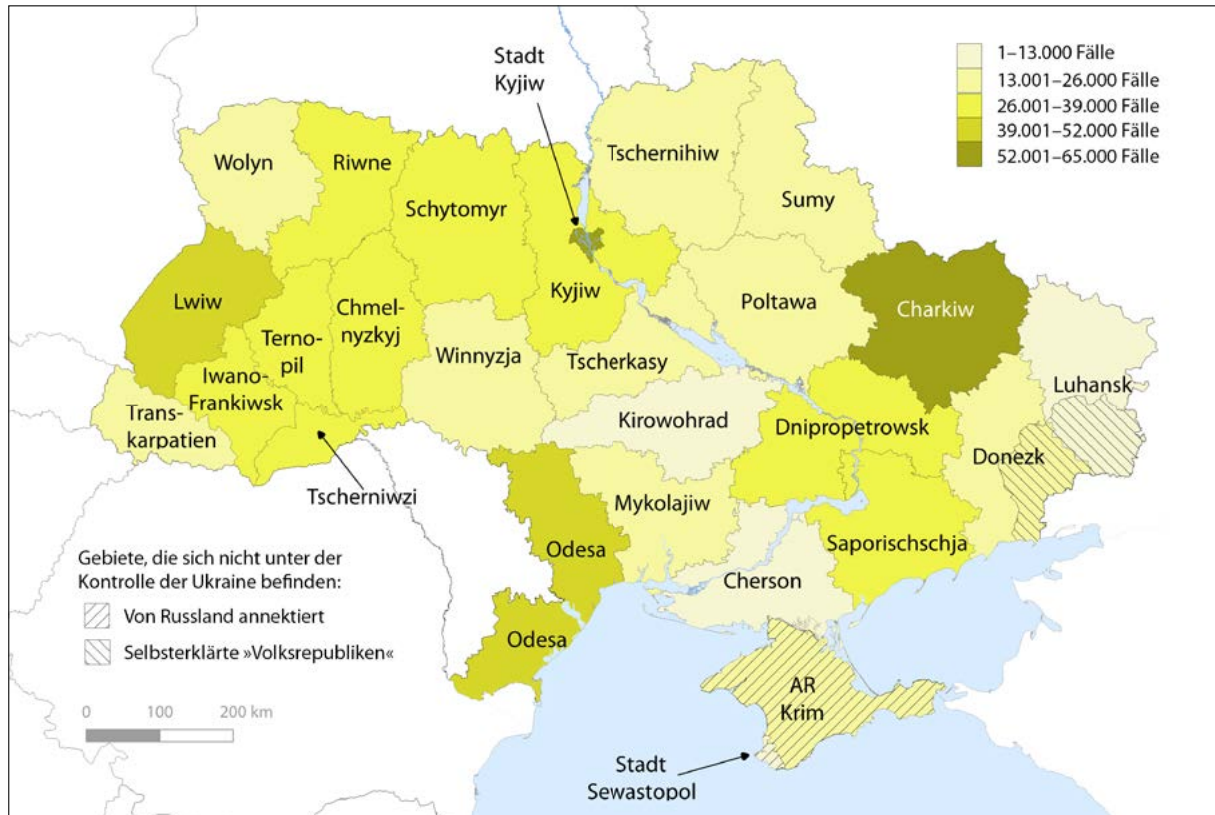 Stadt
Kyjiw
1–13.000 Fälle
13.001–26.000 Fälle
26.001–39.000 Fälle
39.001–52.000 Fälle
52.001–65.000 Fälle
Wolyn
Riwne
Schytomyr
Tschernihiw
Sumy
Lwiw
Terno-
pil
Chmel-
nyzkyj
Kyjiw
Poltawa
Charkiw
Winnyzja
Tscherkasy
Luhansk
Iwano-
Frankiwsk
Trans-
karpatien
Kirowohrad
Dnipropetrowsk
Donezk
Tscherniwzi
Mykolajiw
Odesa
Saporischschja
Cherson
Odesa
Gebiete, die sich nicht unter der
Kontrolle der Ukraine befinden:
Von Russland annektiert
Selbsterklärte »Volksrepubliken«
AR
Krim
0 100 200 km
Stadt
Sewastopol